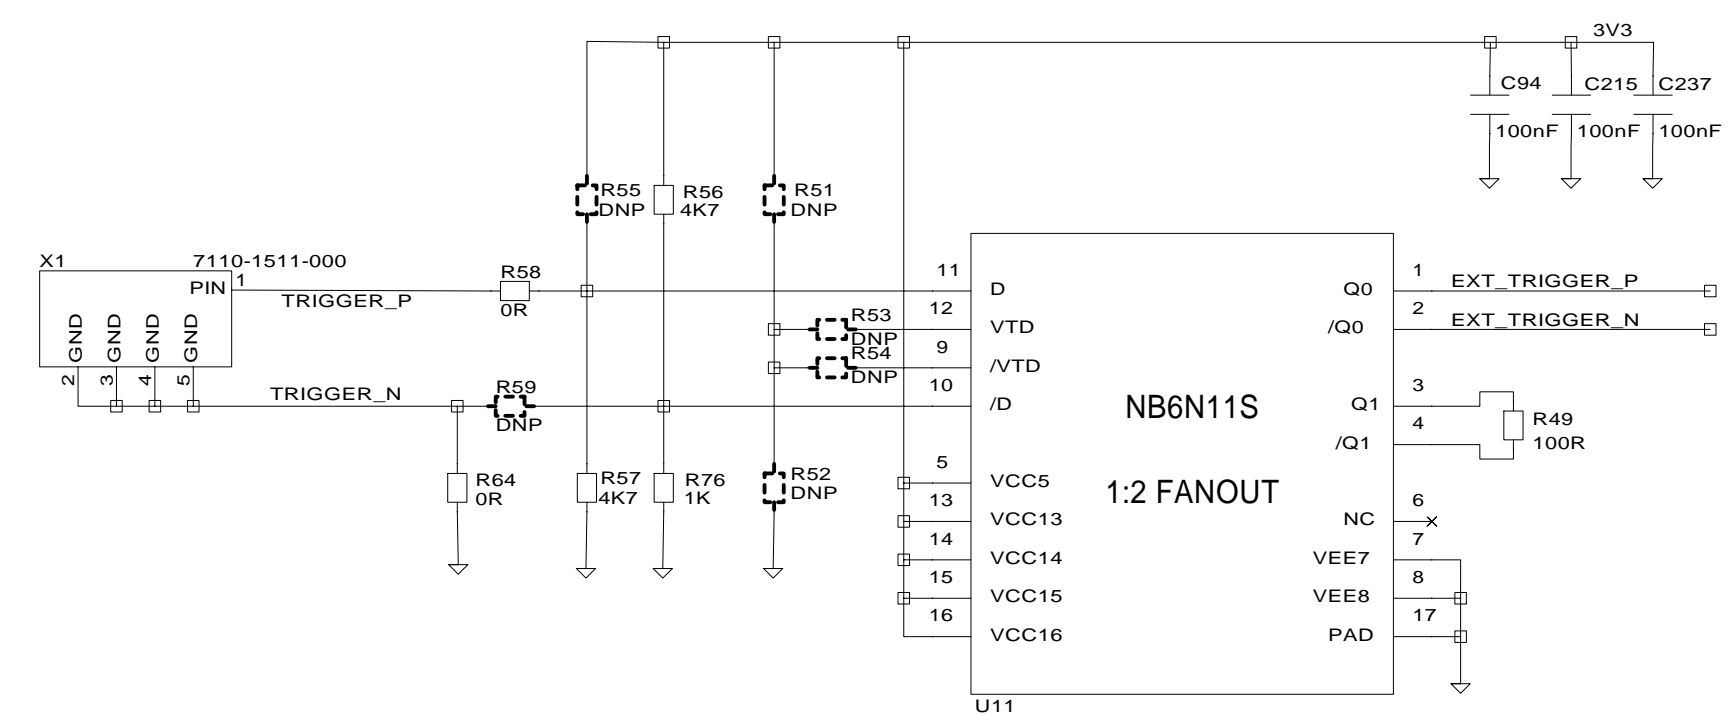 3V3
C94
C215
C237
100nF
100nF
100nF
R55
DNP
R56
4K7
R51
DNP
X1
7110-1511-000
PIN
1
TRIGGER_P
R58
0R
GND
GND
GND
GND
2
3
4
5
TRIGGER_N
R59
DNP
R53
DNP
R54
DNP
R64
0R
R57
4K7
R76
1K
R52
DNP
11
D
12
VTD
9
/VTD
10
/D
5
VCC5
13
VCC13
14
VCC14
15
VCC15
16
VCC16
NB6N11S
1:2 FANOUT
Q0
1
EXT_TRIGGER_P
/Q0
2
EXT_TRIGGER_N
Q1
3
/Q1
4
R49
100R
NC
6
VEE7
7
VEE8
8
PAD
17
U11